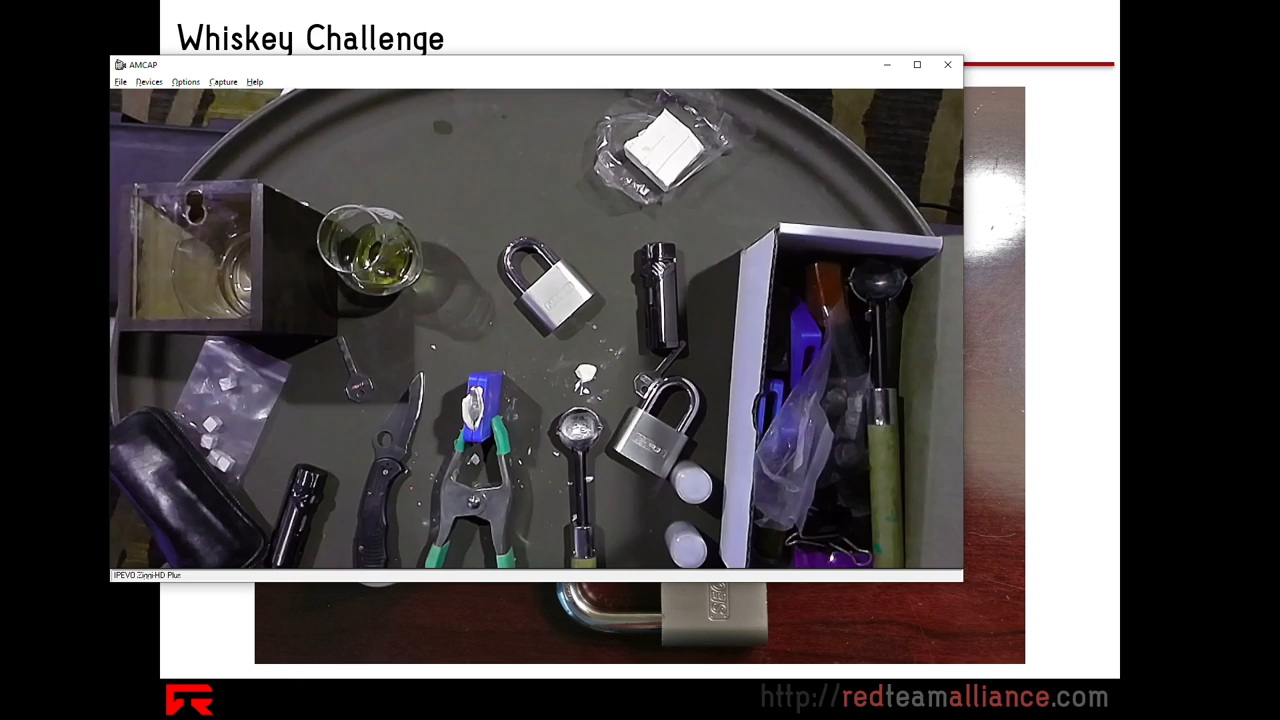 Whiskey Challenge
AMCAP
File Devices Options Capture Help
IPEVO Ziggi-HD Plus
http://redteamalliance.com